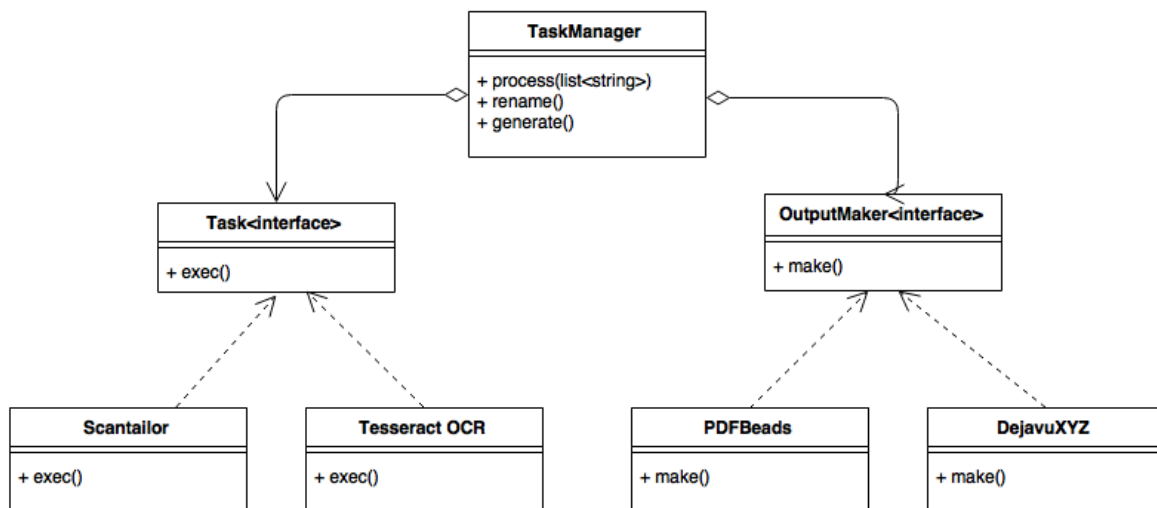 TaskManager
+ process(list<string>)
+ rename()
+ generate()
Task<interface>
+ exec()
OutputMaker<interface>
+ make()
Scantailor
+ exec()
Tesseract OCR
+ exec()
PDFBeads
+ make()
DejavuXYZ
+ make()